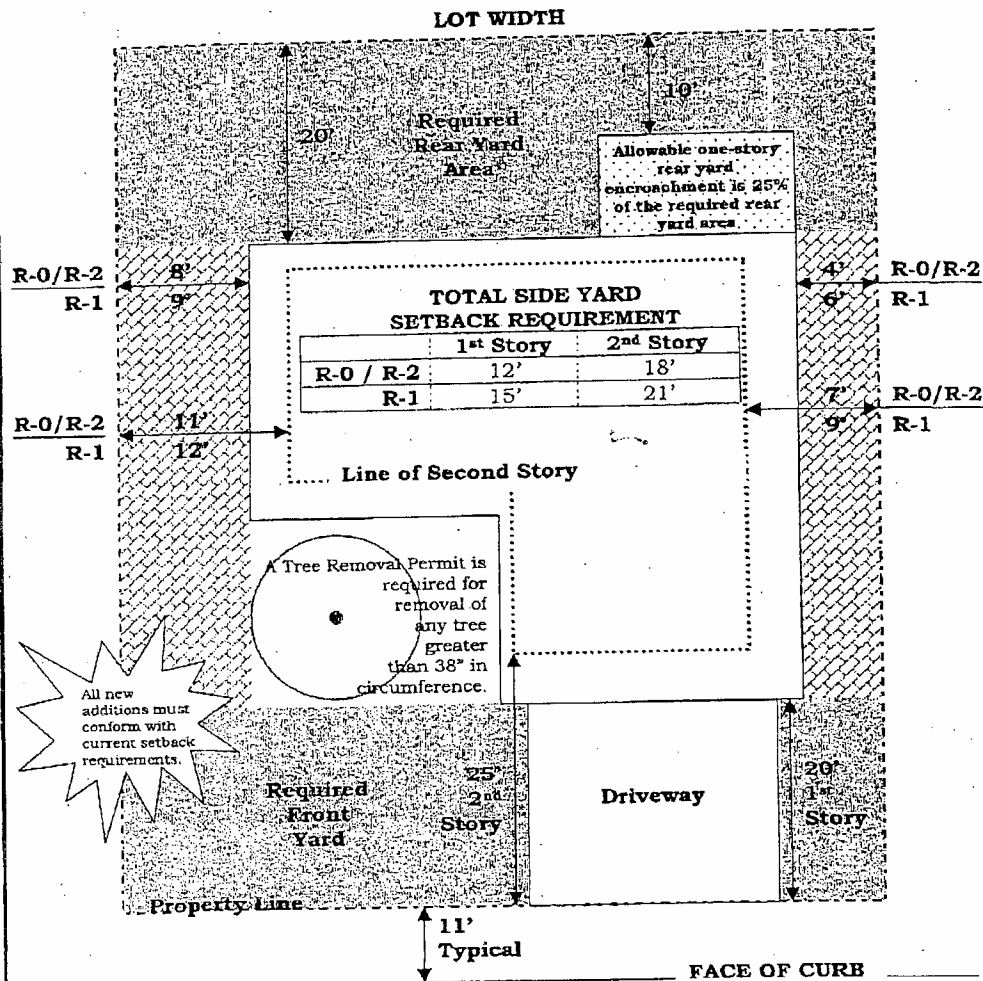 LOT WIDTH
20'
10'
Required
Rear Yard
Area
Allowable one-story
rear yard
encroachment is 25%
of the required rear
yard area
R-0/R-2
R-1
8'
9'
4'
6'
R-0/R-2
R-1
TOTAL SIDE YARD
SETBACK REQUIREMENT
1st Story 2nd Story
R-0 / R-2 12' 18'
R-1 15' 21'
R-0/R-2
R-1
11'
12'
7'
9'
R-0/R-2
R-1
Line of Second Story
A Tree Removal Permit is
required for
removal of
any tree
greater
than 38" in
circumference.
All new
additions must
conform with
current setback
requirements.
Required
Front
Yard
25'
2nd
Story
Driveway
20'
1st
Story
Property Line
11'
Typical
FACE OF CURB